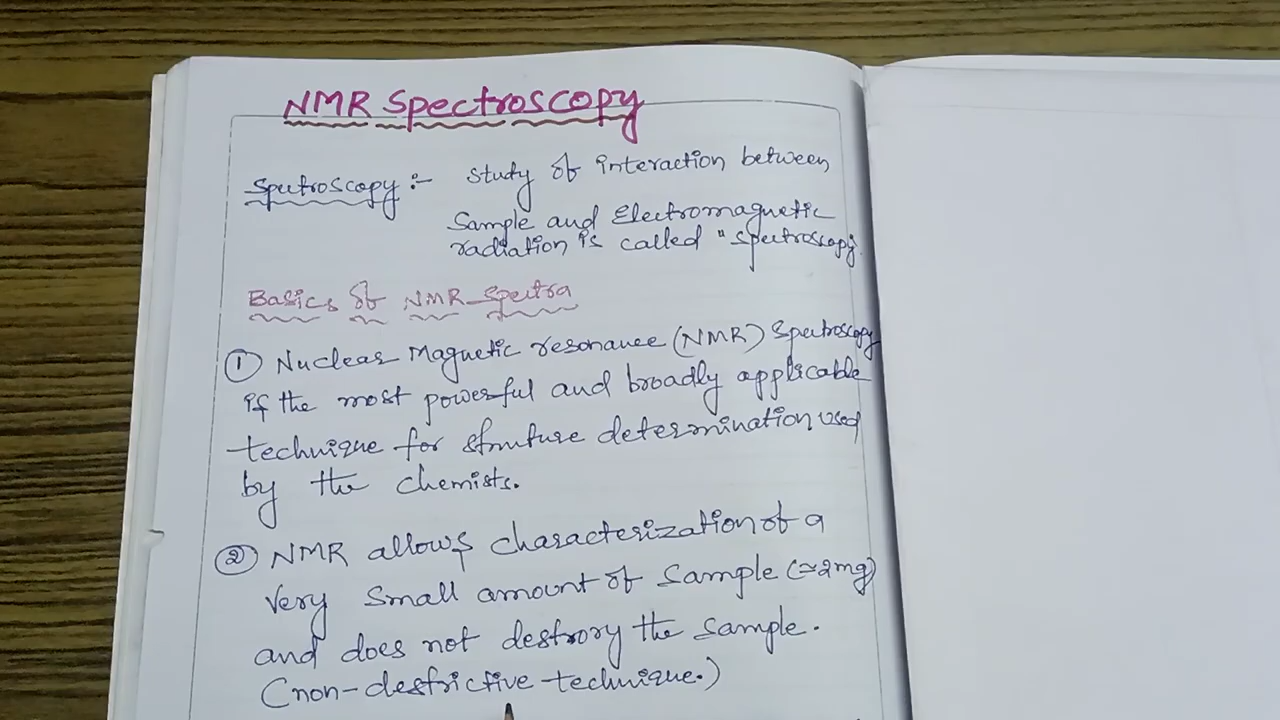 NMR Spectroscopy
Spectroscopy :- study of interaction between
Sample and Electromagnetic
radiation is called "spectroscopy.
Basics of NMR Spectra
① Nuclear Magnetic resonance (NMR) Spectroscopy
is the most powerful and broadly applicable
technique for structure determination used
by the chemists.
② NMR allows characterization of a
very small amount of sample (≃2mg)
and does not destrory the sample.
(non-destrictive technique.)